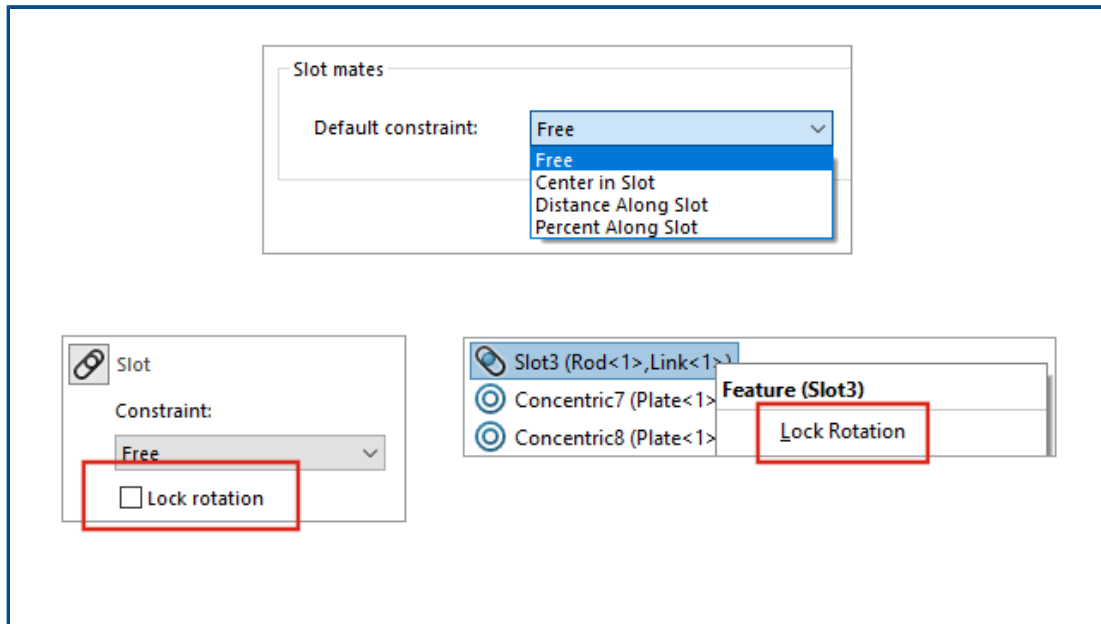 Slot mates
Default constraint: Free
Free
Center in Slot
Distance Along Slot
Percent Along Slot
Slot
Constraint:
Free
Lock rotation
Slot3 (Rod<1>,Link<1>)
Concentric7 (Plate<1>
Concentric8 (Plate<1>
Feature (Slot3)
Lock Rotation